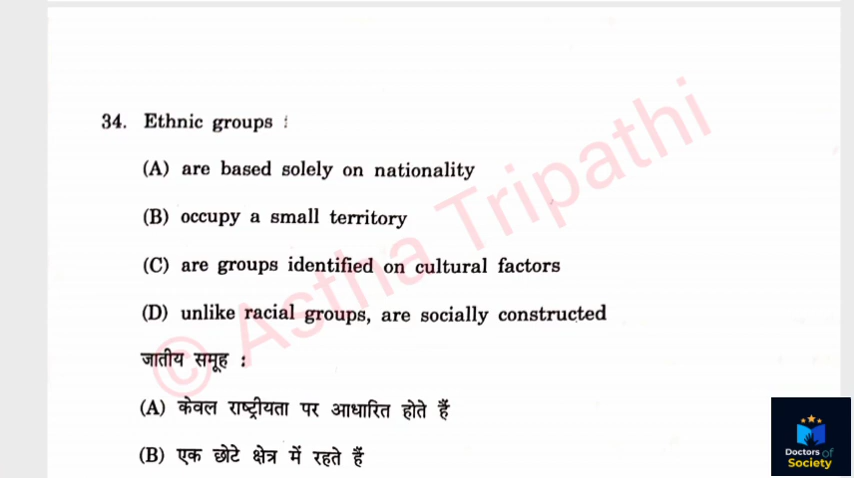 34. Ethnic groups :
(A) are based solely on nationality
(B) occupy a small territory
(C) are groups identified on cultural factors
(D) unlike racial groups, are socially constructed
जातीय समूह :
(A) केवल राष्ट्रीयता पर आधारित होते हैं
(B) एक छोटे क्षेत्र में रहते हैं
© Astha Tripathi
Doctors of
Society